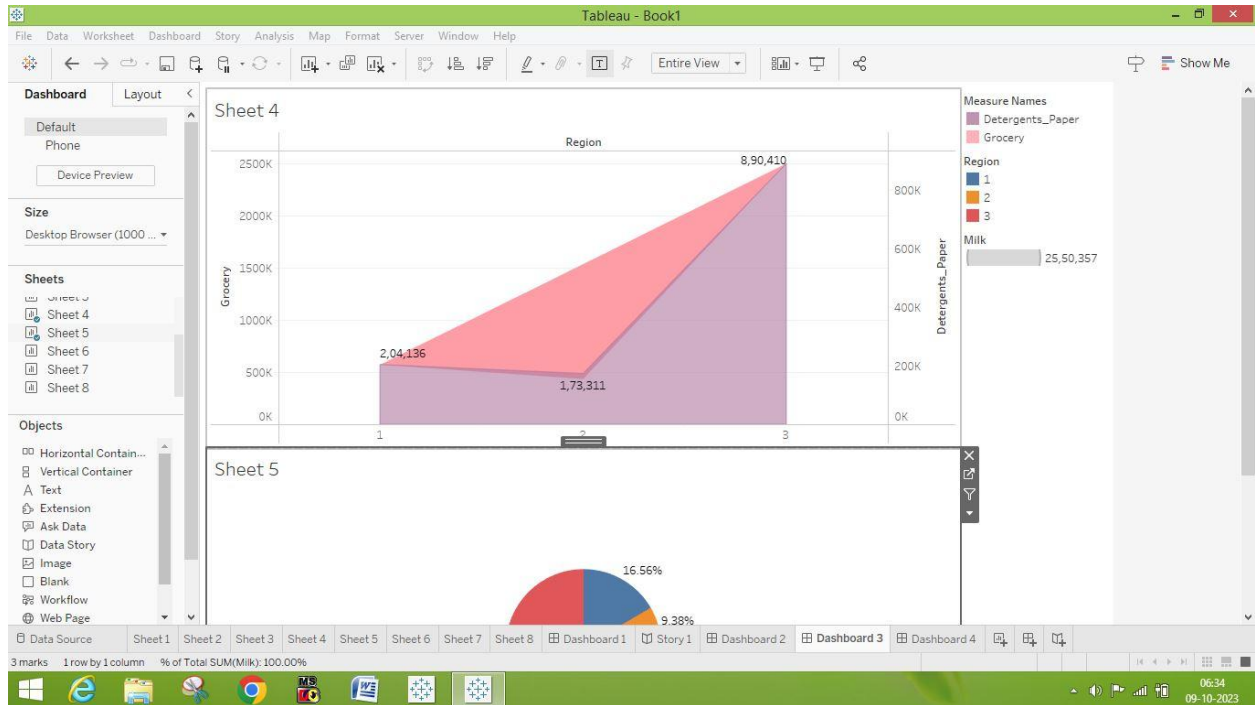 Tableau - Book1
File Data Worksheet Dashboard Story Analysis Map Format Server Window Help
Entire View
Show Me
Dashboard Layout
Default
Phone
Device Preview
Size
Desktop Browser (1000 ...
Sheets
Sheet 4
Sheet 5
Sheet 6
Sheet 7
Sheet 8
Objects
Horizontal Contain...
Vertical Container
A Text
Extension
Ask Data
Data Story
Image
Blank
Workflow
Web Page
Sheet 4
Region
2500K
2000K
1500K
1000K
500K
0K
Grocery
8,90,410
2,04,136
1,73,311
1
3
800K
600K
400K
200K
0K
Detergents_Paper
Measure Names
Detergents_Paper
Grocery
Region
1
2
3
Milk
25,50,357
Sheet 5
16.56%
9.38%
Data Source Sheet 1 Sheet 2 Sheet 3 Sheet 4 Sheet 5 Sheet 6 Sheet 7 Sheet 8 Dashboard 1 Story 1 Dashboard 2 Dashboard 3 Dashboard 4
3 marks 1 row by 1 column % of Total SUM(Milk): 100.00%
06:34
09-10-2023